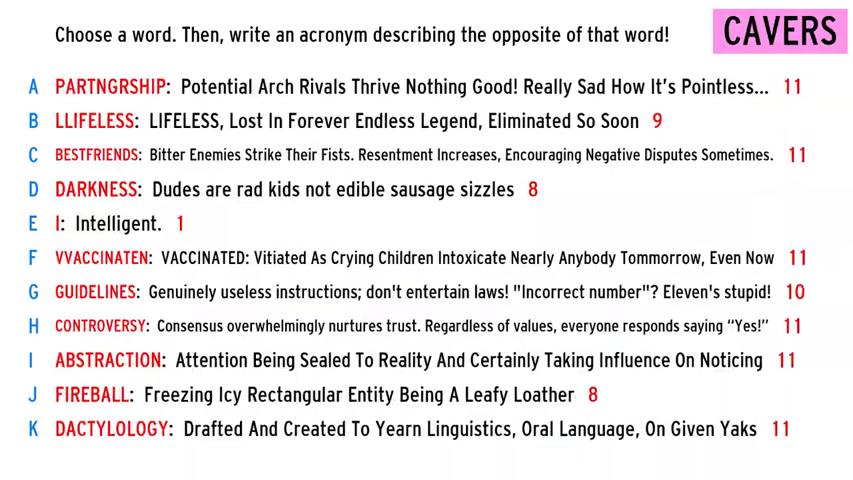 Choose a word. Then, write an acronym describing the opposite of that word! CAVERS
A PARTNGRSHIP: Potential Arch Rivals Thrive Nothing Good! Really Sad How It's Pointless... 11
B LLIFELESS: LIFELESS, Lost In Forever Endless Legend, Eliminated So Soon 9
C BESTFRIENDS: Bitter Enemies Strike Their Fists. Resentment Increases, Encouraging Negative Disputes Sometimes. 11
D DARKNESS: Dudes are rad kids not edible sausage sizzles 8
E I: Intelligent. 1
F VVACCINATEN: VACCINATED: Vitiated As Crying Children Intoxicate Nearly Anybody Tommorrow, Even Now 11
G GUIDELINES: Genuinely useless instructions; don't entertain laws! "Incorrect number"? Eleven's stupid! 10
H CONTROVERSY: Consensus overwhelmingly nurtures trust. Regardless of values, everyone responds saying “Yes!” 11
I ABSTRACTION: Attention Being Sealed To Reality And Certainly Taking Influence On Noticing 11
J FIREBALL: Freezing Icy Rectangular Entity Being A Leafy Loather 8
K DACTYLOLOGY: Drafted And Created To Yearn Linguistics, Oral Language, On Given Yaks 11